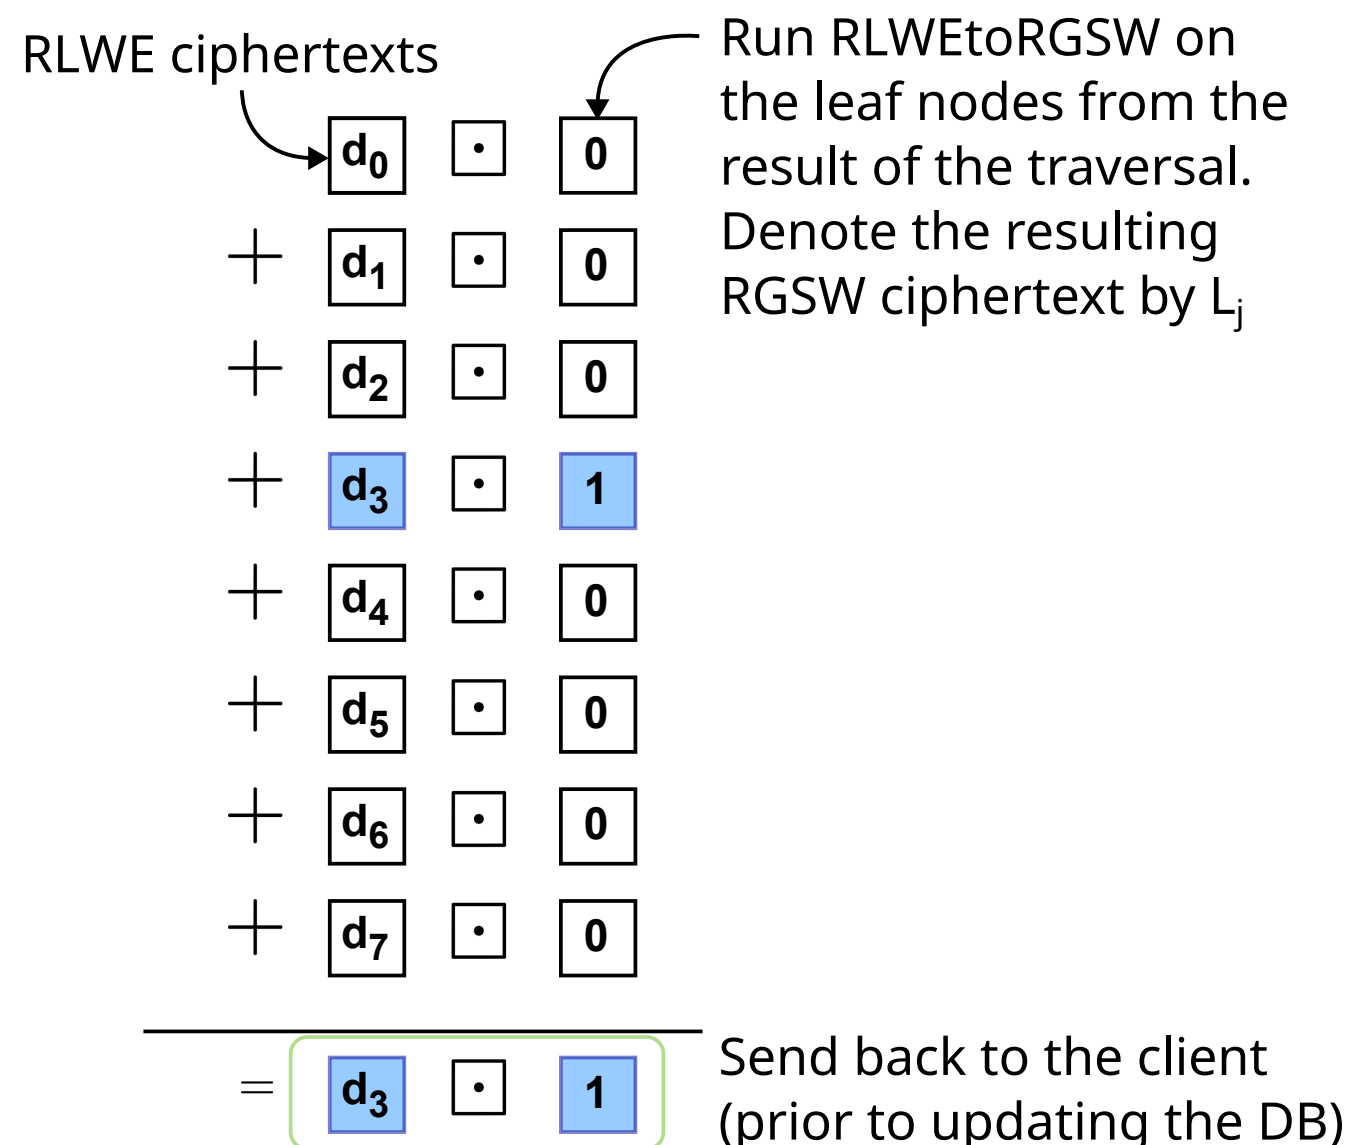 RLWE ciphertexts
Run RLWEtoRGSW on
the leaf nodes from the
result of the traversal.
Denote the resulting
RGSW ciphertext by Lj
d0 ⊡ 0
+ d1 ⊡ 0
+ d2 ⊡ 0
+ d3 ⊡ 1
+ d4 ⊡ 0
+ d5 ⊡ 0
+ d6 ⊡ 0
+ d7 ⊡ 0
= d3 ⊡ 1
Send back to the client
(prior to updating the DB)